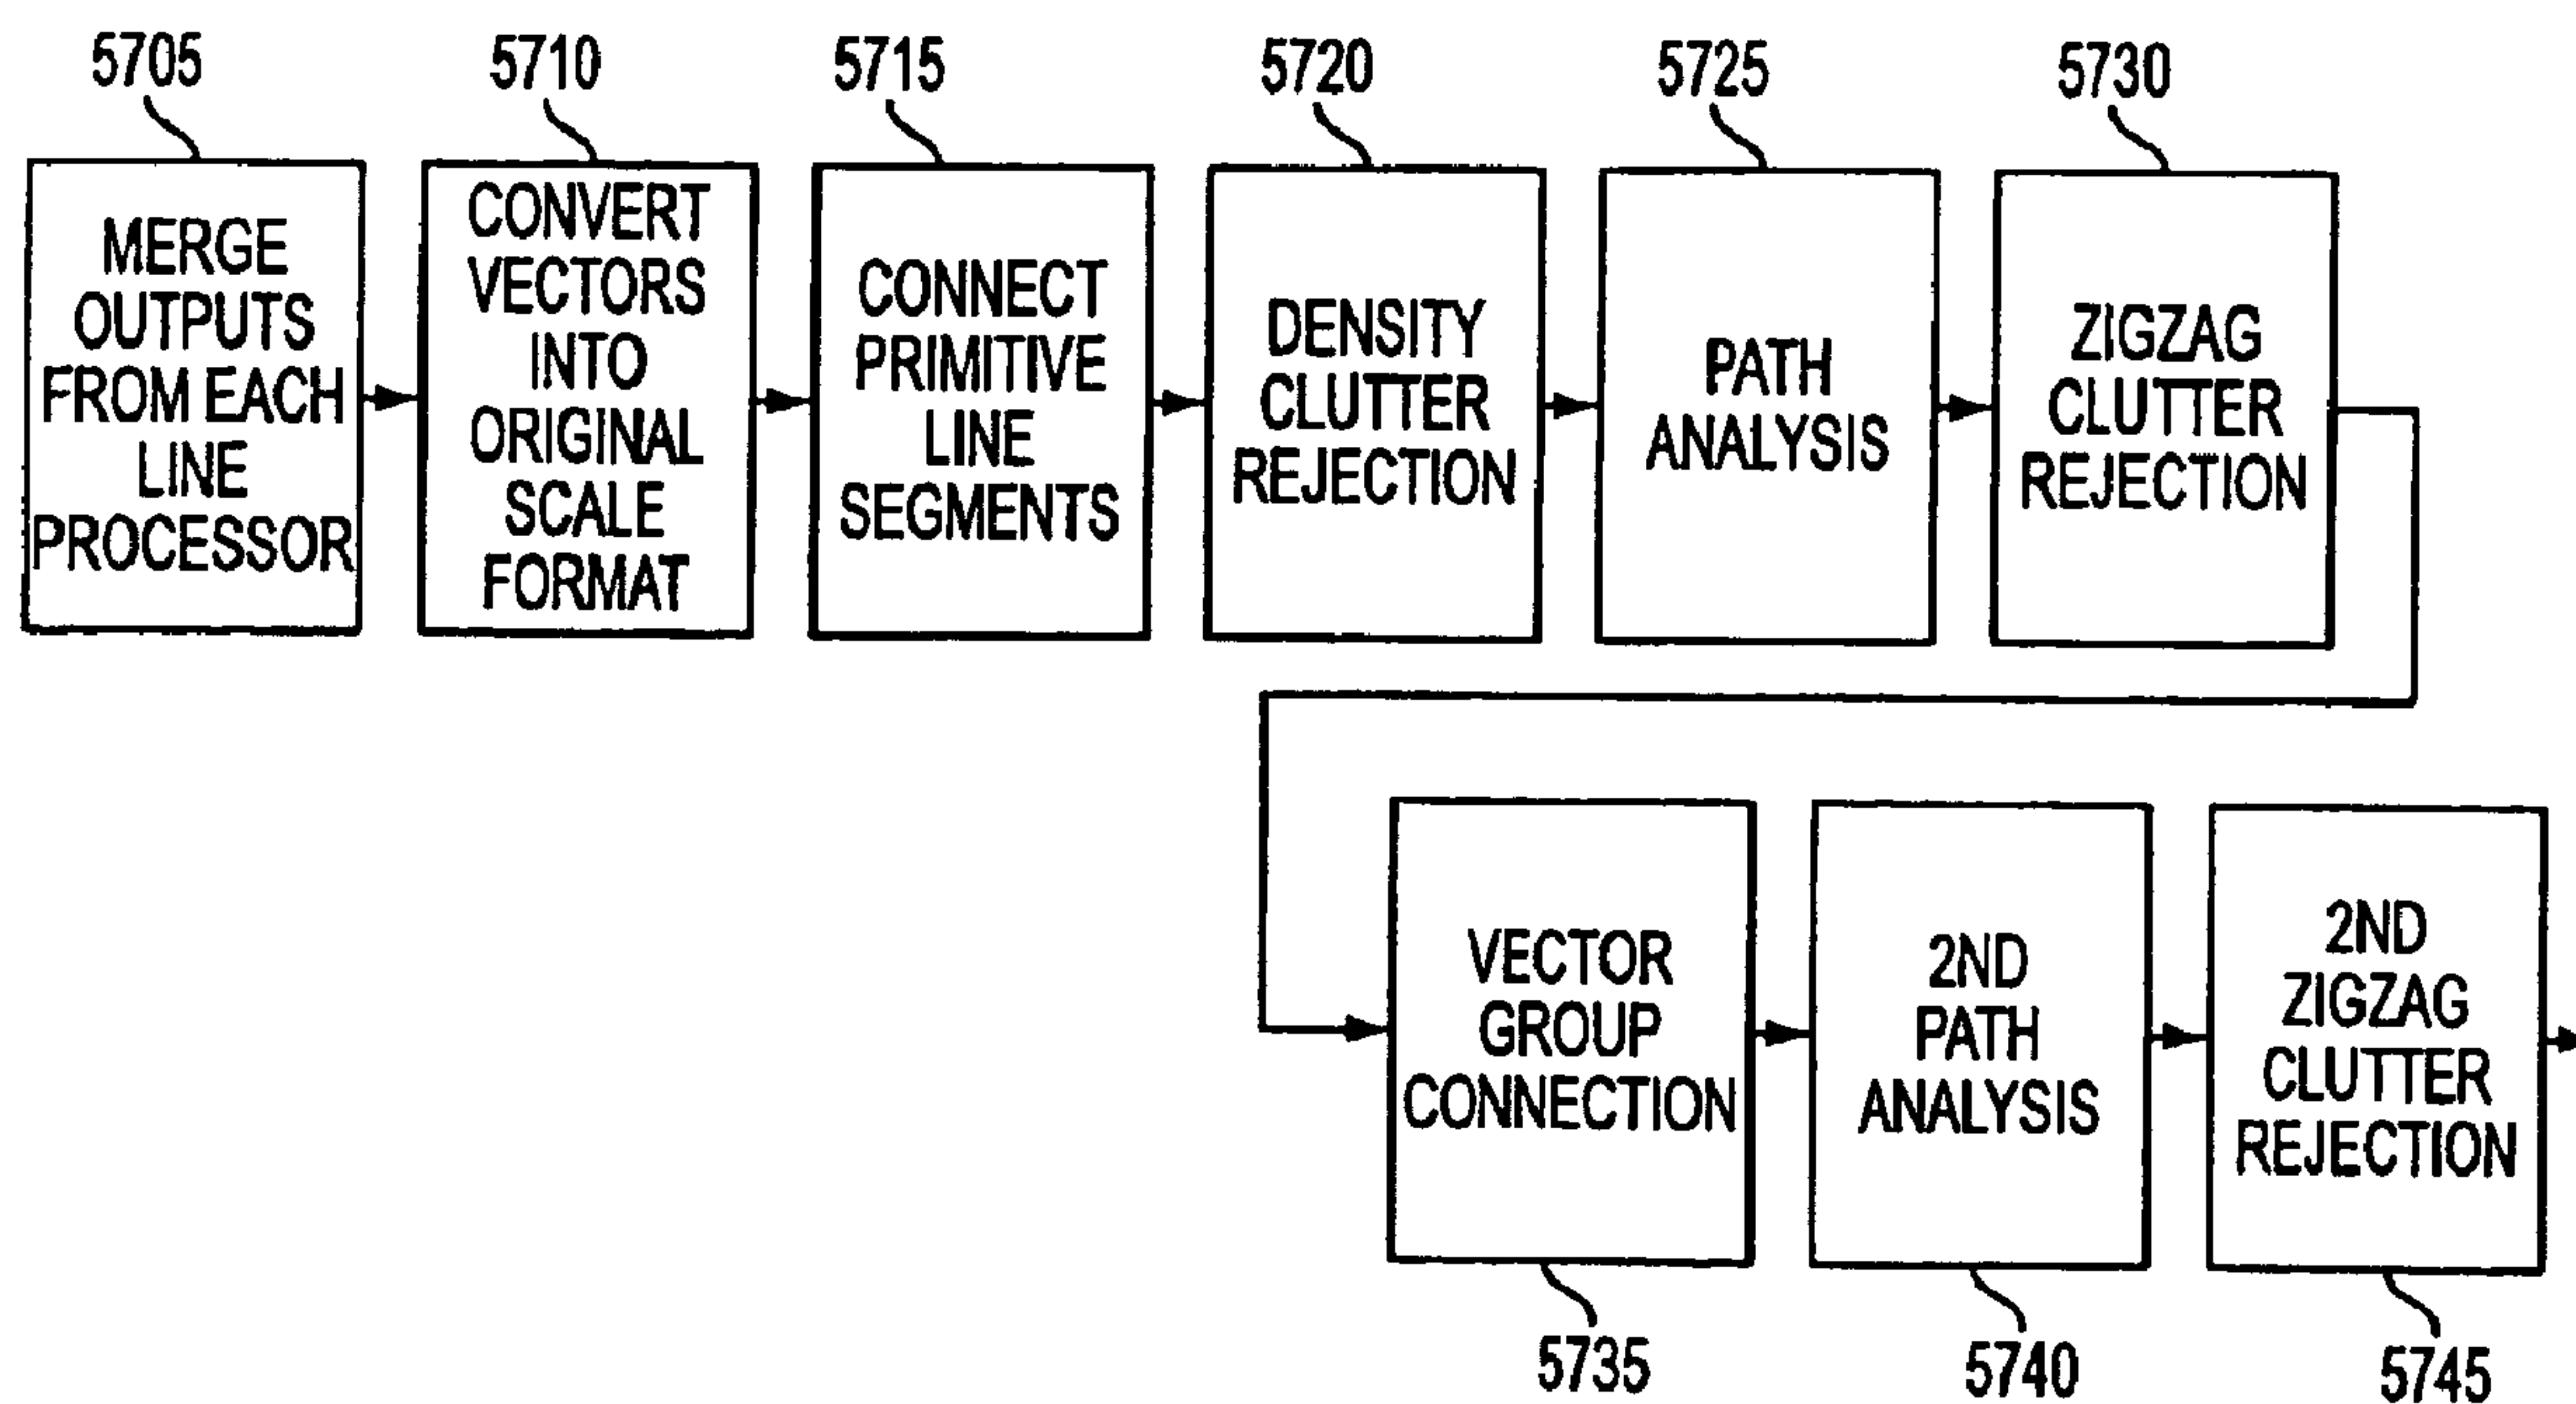 5705
5710
5715
5720
5725
5730
MERGE
OUTPUTS
FROM EACH
LINE
PROCESSOR
CONVERT
VECTORS
INTO
ORIGINAL
SCALE
FORMAT
CONNECT
PRIMITIVE
LINE
SEGMENTS
DENSITY
CLUTTER
REJECTION
PATH
ANALYSIS
ZIGZAG
CLUTTER
REJECTION
VECTOR
GROUP
CONNECTION
2ND
PATH
ANALYSIS
2ND
ZIGZAG
CLUTTER
REJECTION
5735
5740
5745